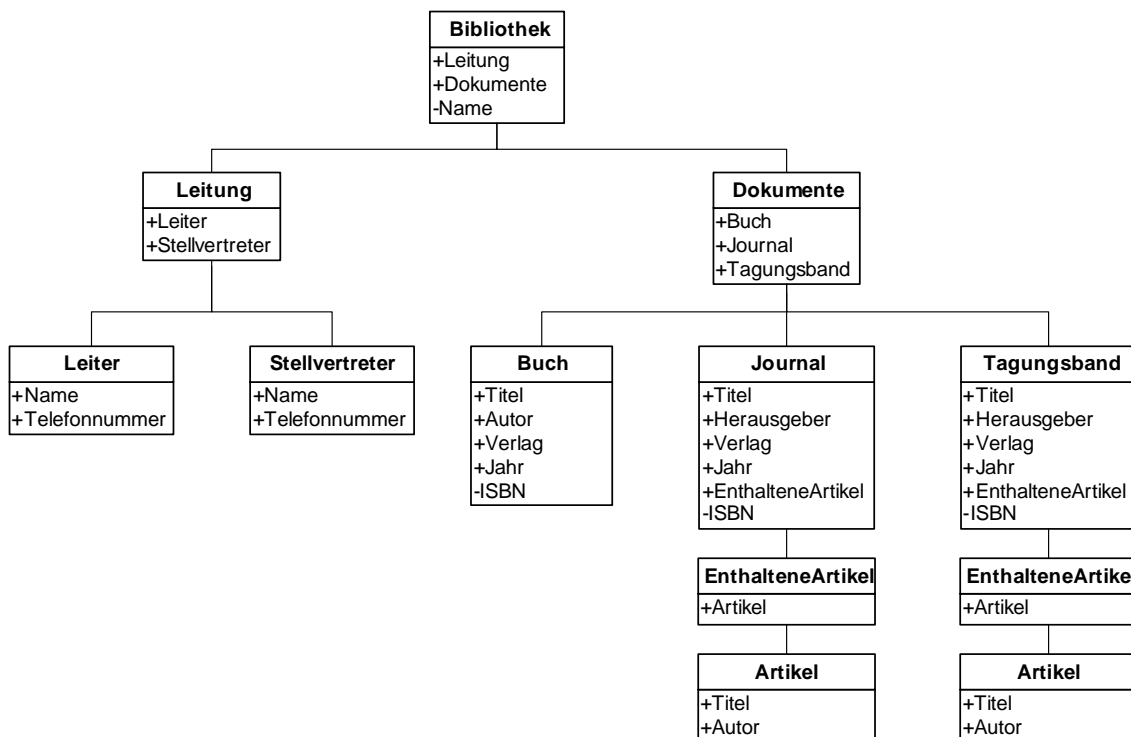 Bibliothek
+Leitung
+Dokumente
-Name
Leitung
+Leiter
+Stellvertreter
Dokumente
+Buch
+Journal
+Tagungsband
Leiter
+Name
+Telefonnummer
Stellvertreter
+Name
+Telefonnummer
Buch
+Titel
+Autor
+Verlag
+Jahr
-ISBN
Journal
+Titel
+Herausgeber
+Verlag
+Jahr
+EnthalteneArtikel
-ISBN
Tagungsband
+Titel
+Herausgeber
+Verlag
+Jahr
+EnthalteneArtikel
-ISBN
EnthalteneArtikel
+Artikel
EnthalteneArtikel
+Artikel
Artikel
+Titel
+Autor
Artikel
+Titel
+Autor